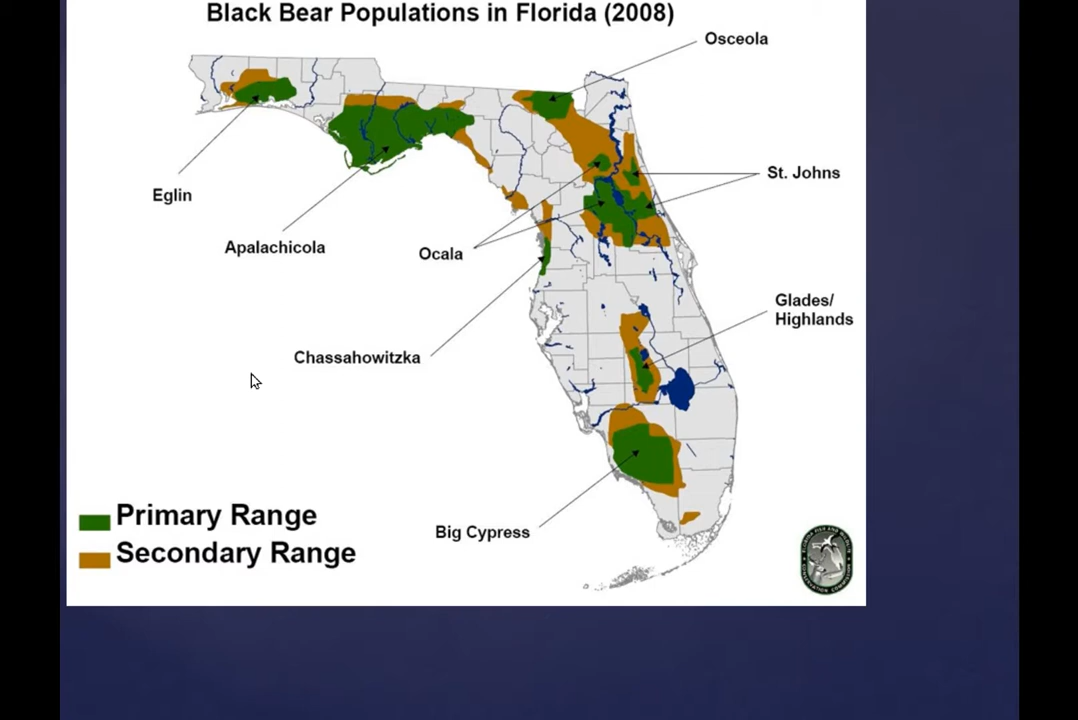 Black Bear Populations in Florida (2008)
Osceola
St. Johns
Eglin
Apalachicola
Ocala
Glades/
Highlands
Chassahowitzka
Big Cypress
Primary Range
Secondary Range